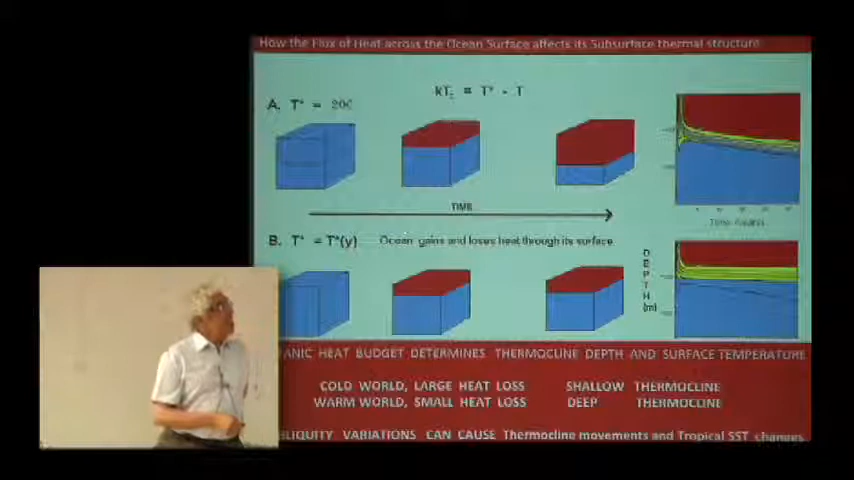 How the Flux of Heat across the Ocean Surface affects its Subsurface thermal structure
kTz = T* - T
A. T* = 20C
TIME
B. T* = T*(y) Ocean gains and loses heat through its surface
DEPTH (m)
ANIC HEAT BUDGET DETERMINES THERMOCLINE DEPTH AND SURFACE TEMPERATURE
COLD WORLD, LARGE HEAT LOSS SHALLOW THERMOCLINE
WARM WORLD, SMALL HEAT LOSS DEEP THERMOCLINE
BLIQUITY VARIATIONS CAN CAUSE Thermocline movements and Tropical SST changes